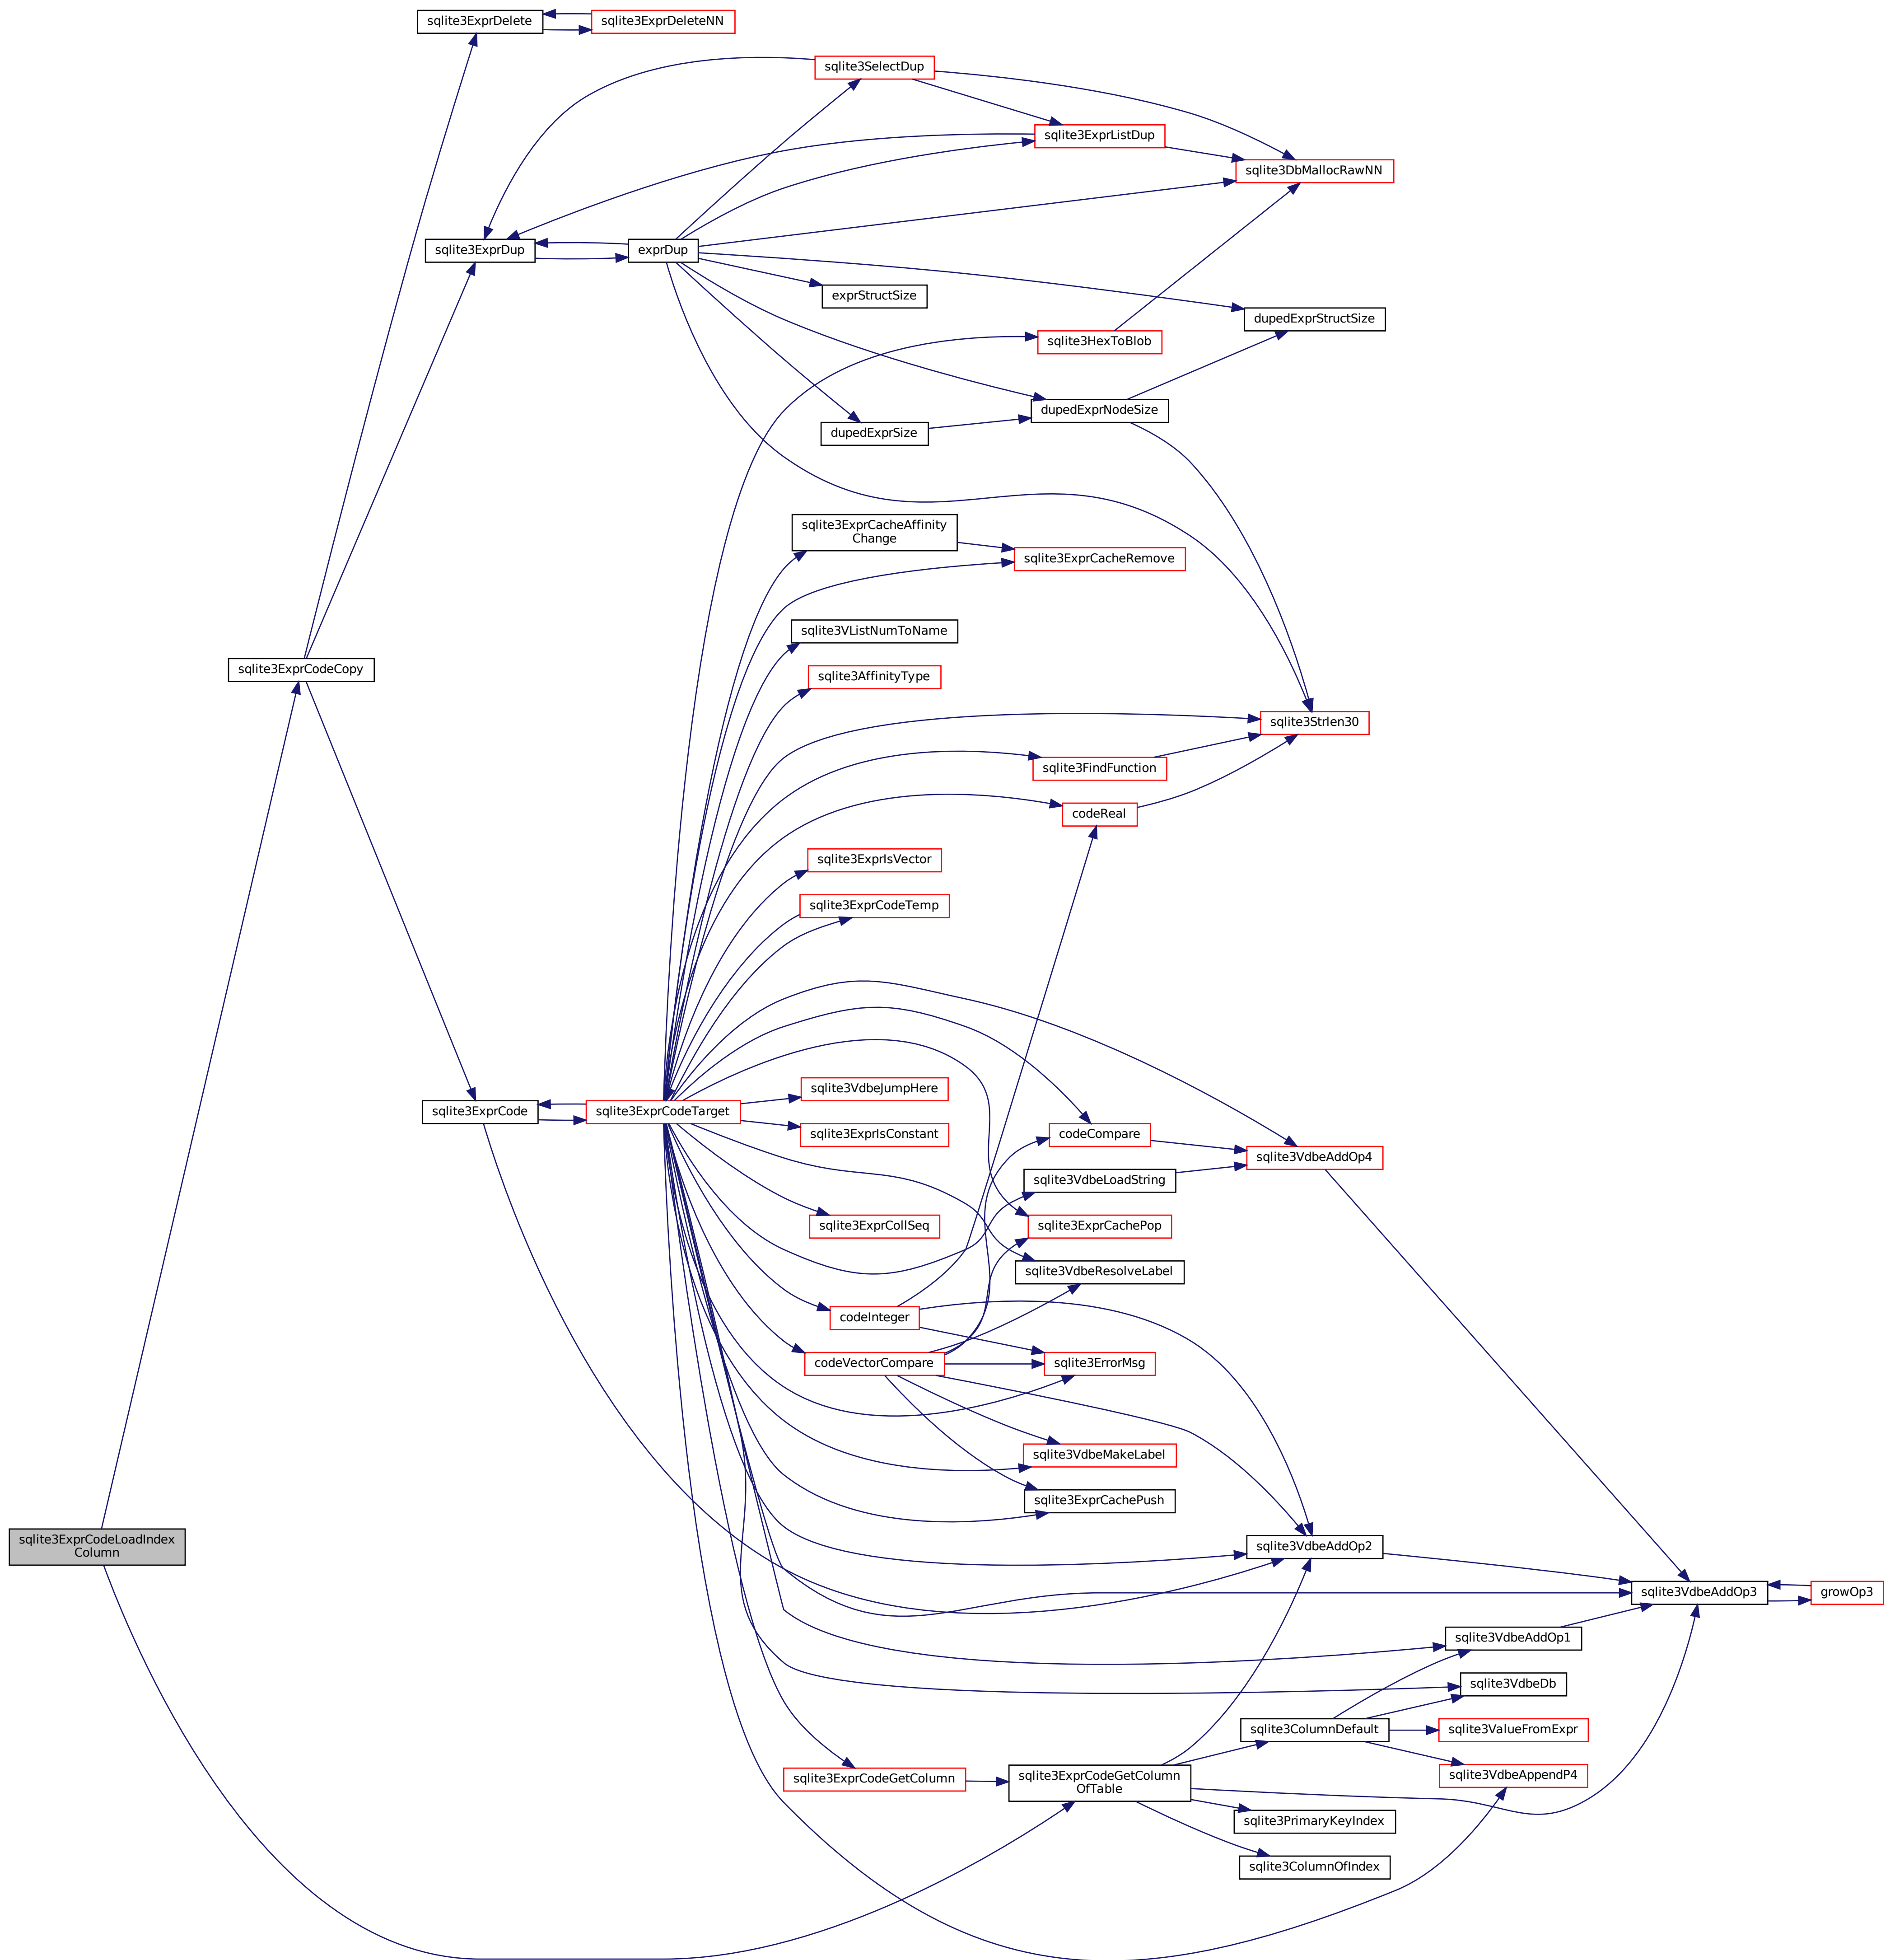 sqlite3ExprDelete
sqlite3ExprDeleteNN
sqlite3SelectDup
sqlite3ExprListDup
sqlite3DbMallocRawNN
sqlite3ExprDup
exprDup
exprStructSize
dupedExprStructSize
sqlite3HexToBlob
dupedExprNodeSize
dupedExprSize
sqlite3ExprCacheAffinity
Change
sqlite3ExprCacheRemove
sqlite3VListNumToName
sqlite3ExprCodeCopy
sqlite3AffinityType
sqlite3Strlen30
sqlite3FindFunction
codeReal
sqlite3ExprIsVector
sqlite3ExprCodeTemp
sqlite3VdbeJumpHere
sqlite3ExprCode
sqlite3ExprCodeTarget
sqlite3ExprIsConstant
codeCompare
sqlite3VdbeAddOp4
sqlite3VdbeLoadString
sqlite3ExprCollSeq
sqlite3ExprCachePop
sqlite3VdbeResolveLabel
codeInteger
codeVectorCompare
sqlite3ErrorMsg
sqlite3VdbeMakeLabel
sqlite3ExprCachePush
sqlite3ExprCodeLoadIndex
Column
sqlite3VdbeAddOp2
sqlite3VdbeAddOp3
growOp3
sqlite3VdbeAddOp1
sqlite3VdbeDb
sqlite3ColumnDefault
sqlite3ValueFromExpr
sqlite3ExprCodeGetColumn
sqlite3ExprCodeGetColumn
OfTable
sqlite3VdbeAppendP4
sqlite3PrimaryKeyIndex
sqlite3ColumnOfIndex